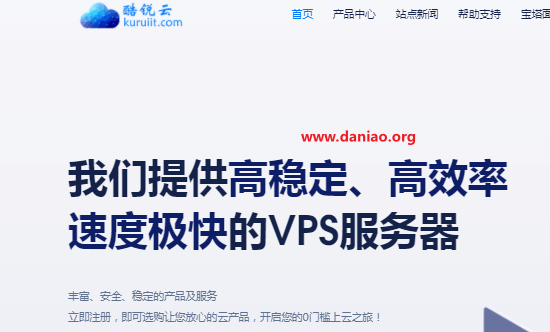 酷锐云
kuruiit.com
首页 产品中心 站点新闻 帮助支持 宝塔面
www.daniao.org
我们提供高稳定、高效率
速度极快的VPS服务器
丰富、安全、稳定的产品及服务
立即注册，即可选购让您放心的云产品，开启您的0门槛上云之旅！